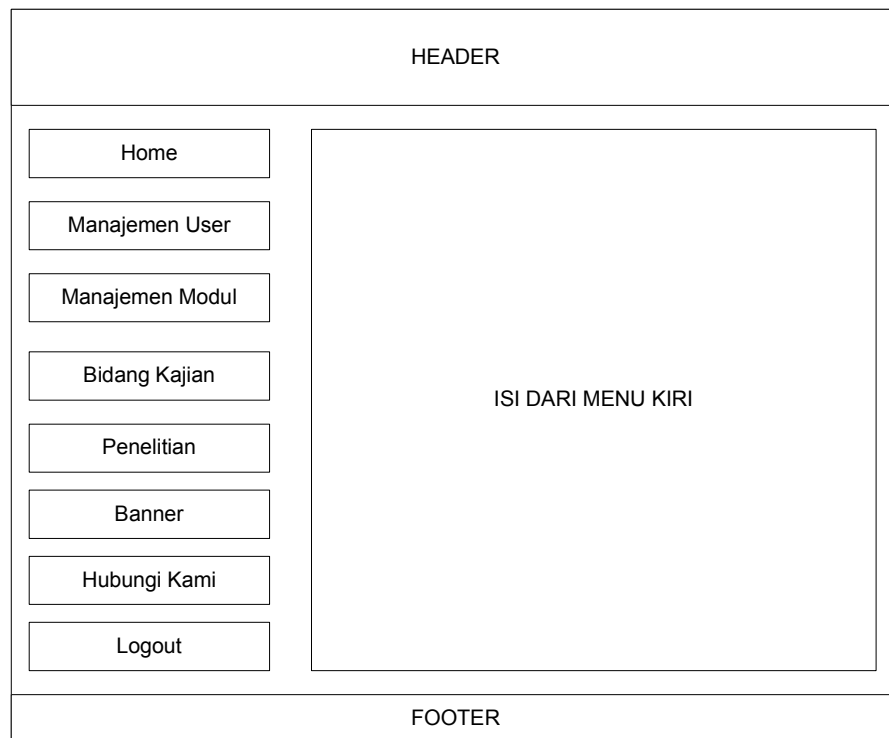 HEADER
Home
Manajemen User
Manajemen Modul
Bidang Kajian
Penelitian
Banner
Hubungi Kami
Logout
ISI DARI MENU KIRI
FOOTER